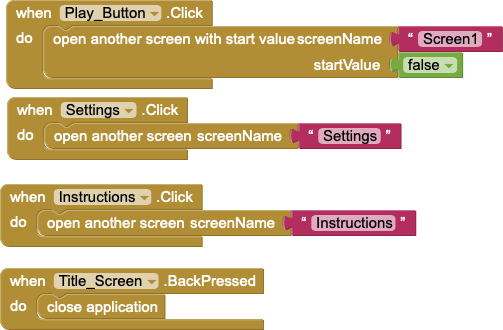 when Play_Button .Click
do open another screen with start value screenName " Screen1 "
startValue false
when Settings .Click
do open another screen screenName " Settings "
when Instructions .Click
do open another screen screenName " Instructions "
when Title_Screen .BackPressed
do close application